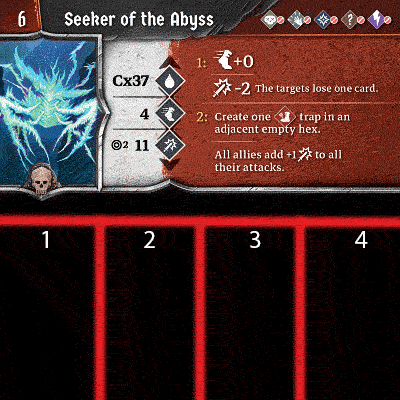 6 Seeker of the Abyss
Cx37
4
2 11
1: +0
-2 The targets lose one card.
2: Create one trap in an
adjacent empty hex.
All allies add +1 to all
their attacks.
1 2 3 4